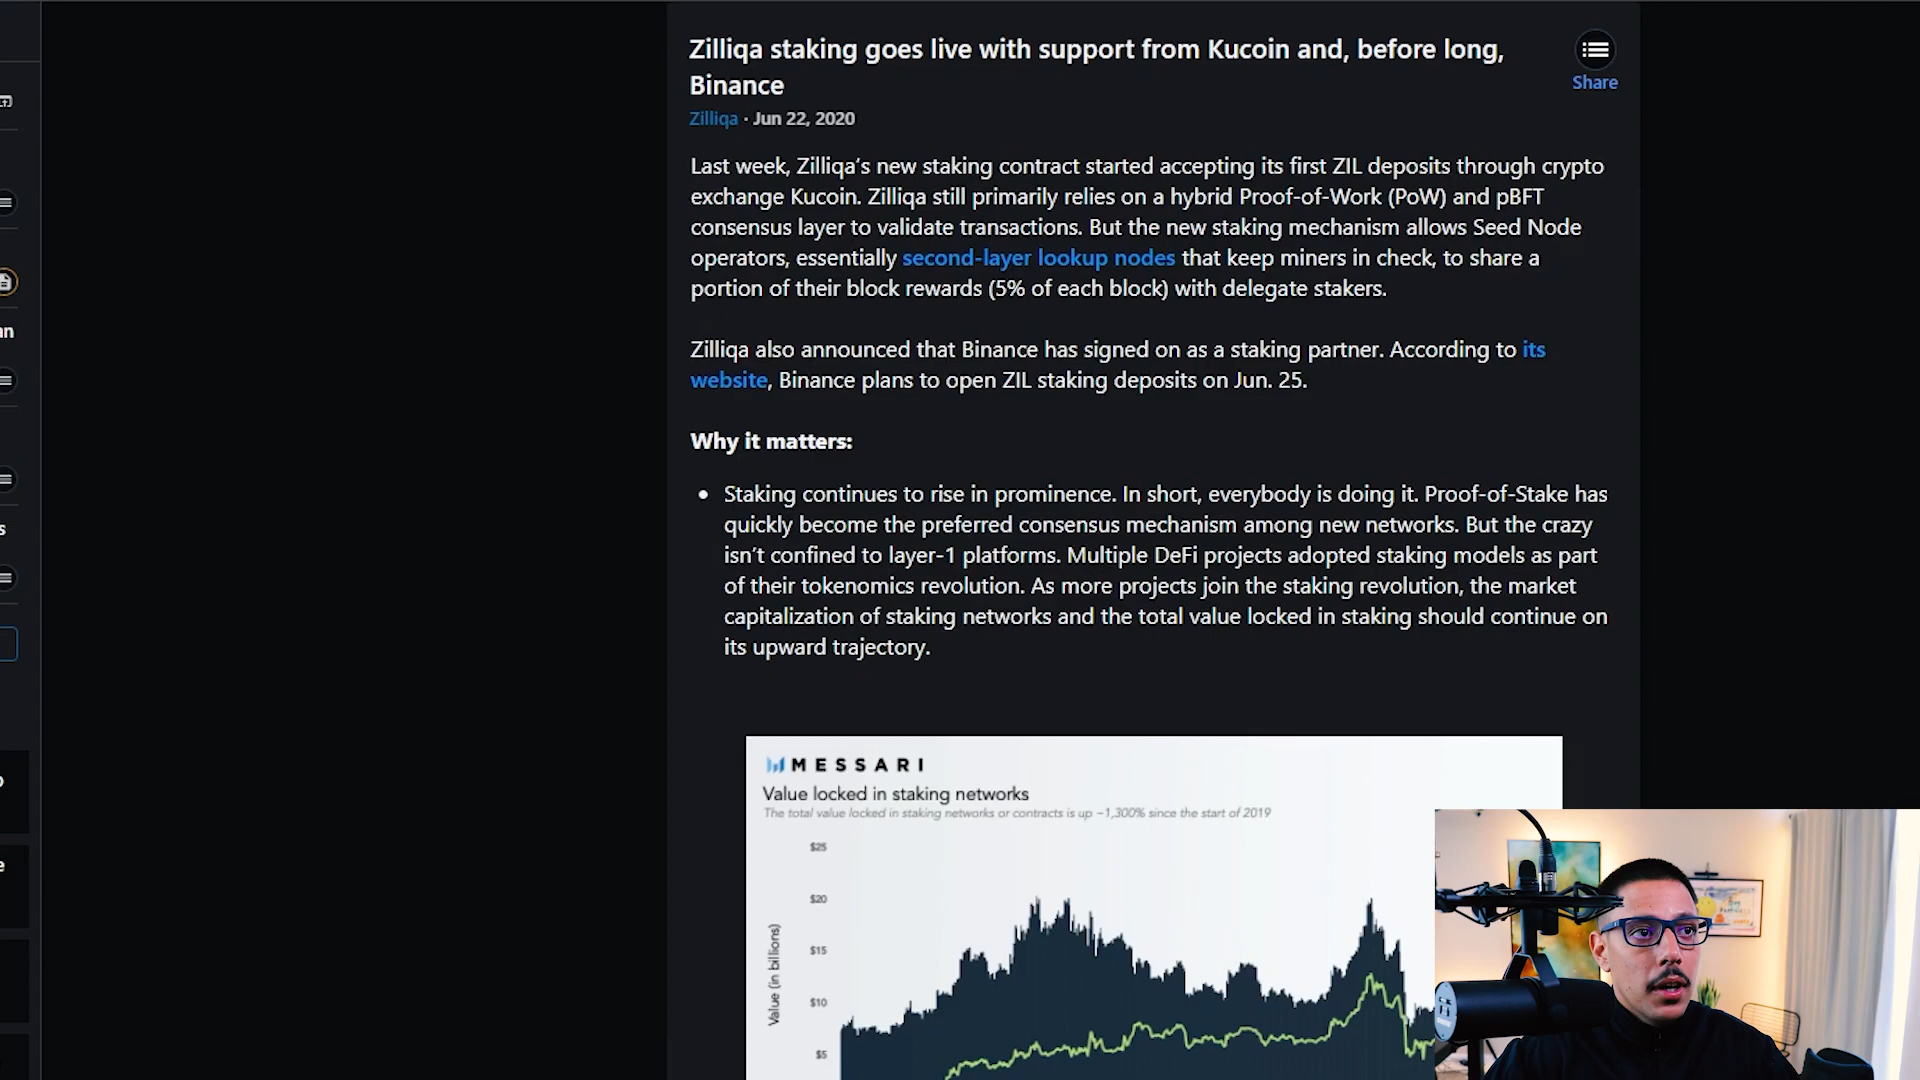 Zilliqa staking goes live with support from Kucoin and, before long,
Binance
Share
Zilliqa · Jun 22, 2020
Last week, Zilliqa's new staking contract started accepting its first ZIL deposits through crypto
exchange Kucoin. Zilliqa still primarily relies on a hybrid Proof-of-Work (PoW) and pBFT
consensus layer to validate transactions. But the new staking mechanism allows Seed Node
operators, essentially second-layer lookup nodes that keep miners in check, to share a
portion of their block rewards (5% of each block) with delegate stakers.
Zilliqa also announced that Binance has signed on as a staking partner. According to its
website, Binance plans to open ZIL staking deposits on Jun. 25.
Why it matters:
• Staking continues to rise in prominence. In short, everybody is doing it. Proof-of-Stake has
quickly become the preferred consensus mechanism among new networks. But the crazy
isn't confined to layer-1 platforms. Multiple DeFi projects adopted staking models as part
of their tokenomics revolution. As more projects join the staking revolution, the market
capitalization of staking networks and the total value locked in staking should continue on
its upward trajectory.
MESSARI
Value locked in staking networks
The total value locked in staking networks or contracts is up ~1,300% since the start of 2019
$25
$20
$15
$10
$5
Value (in billions)